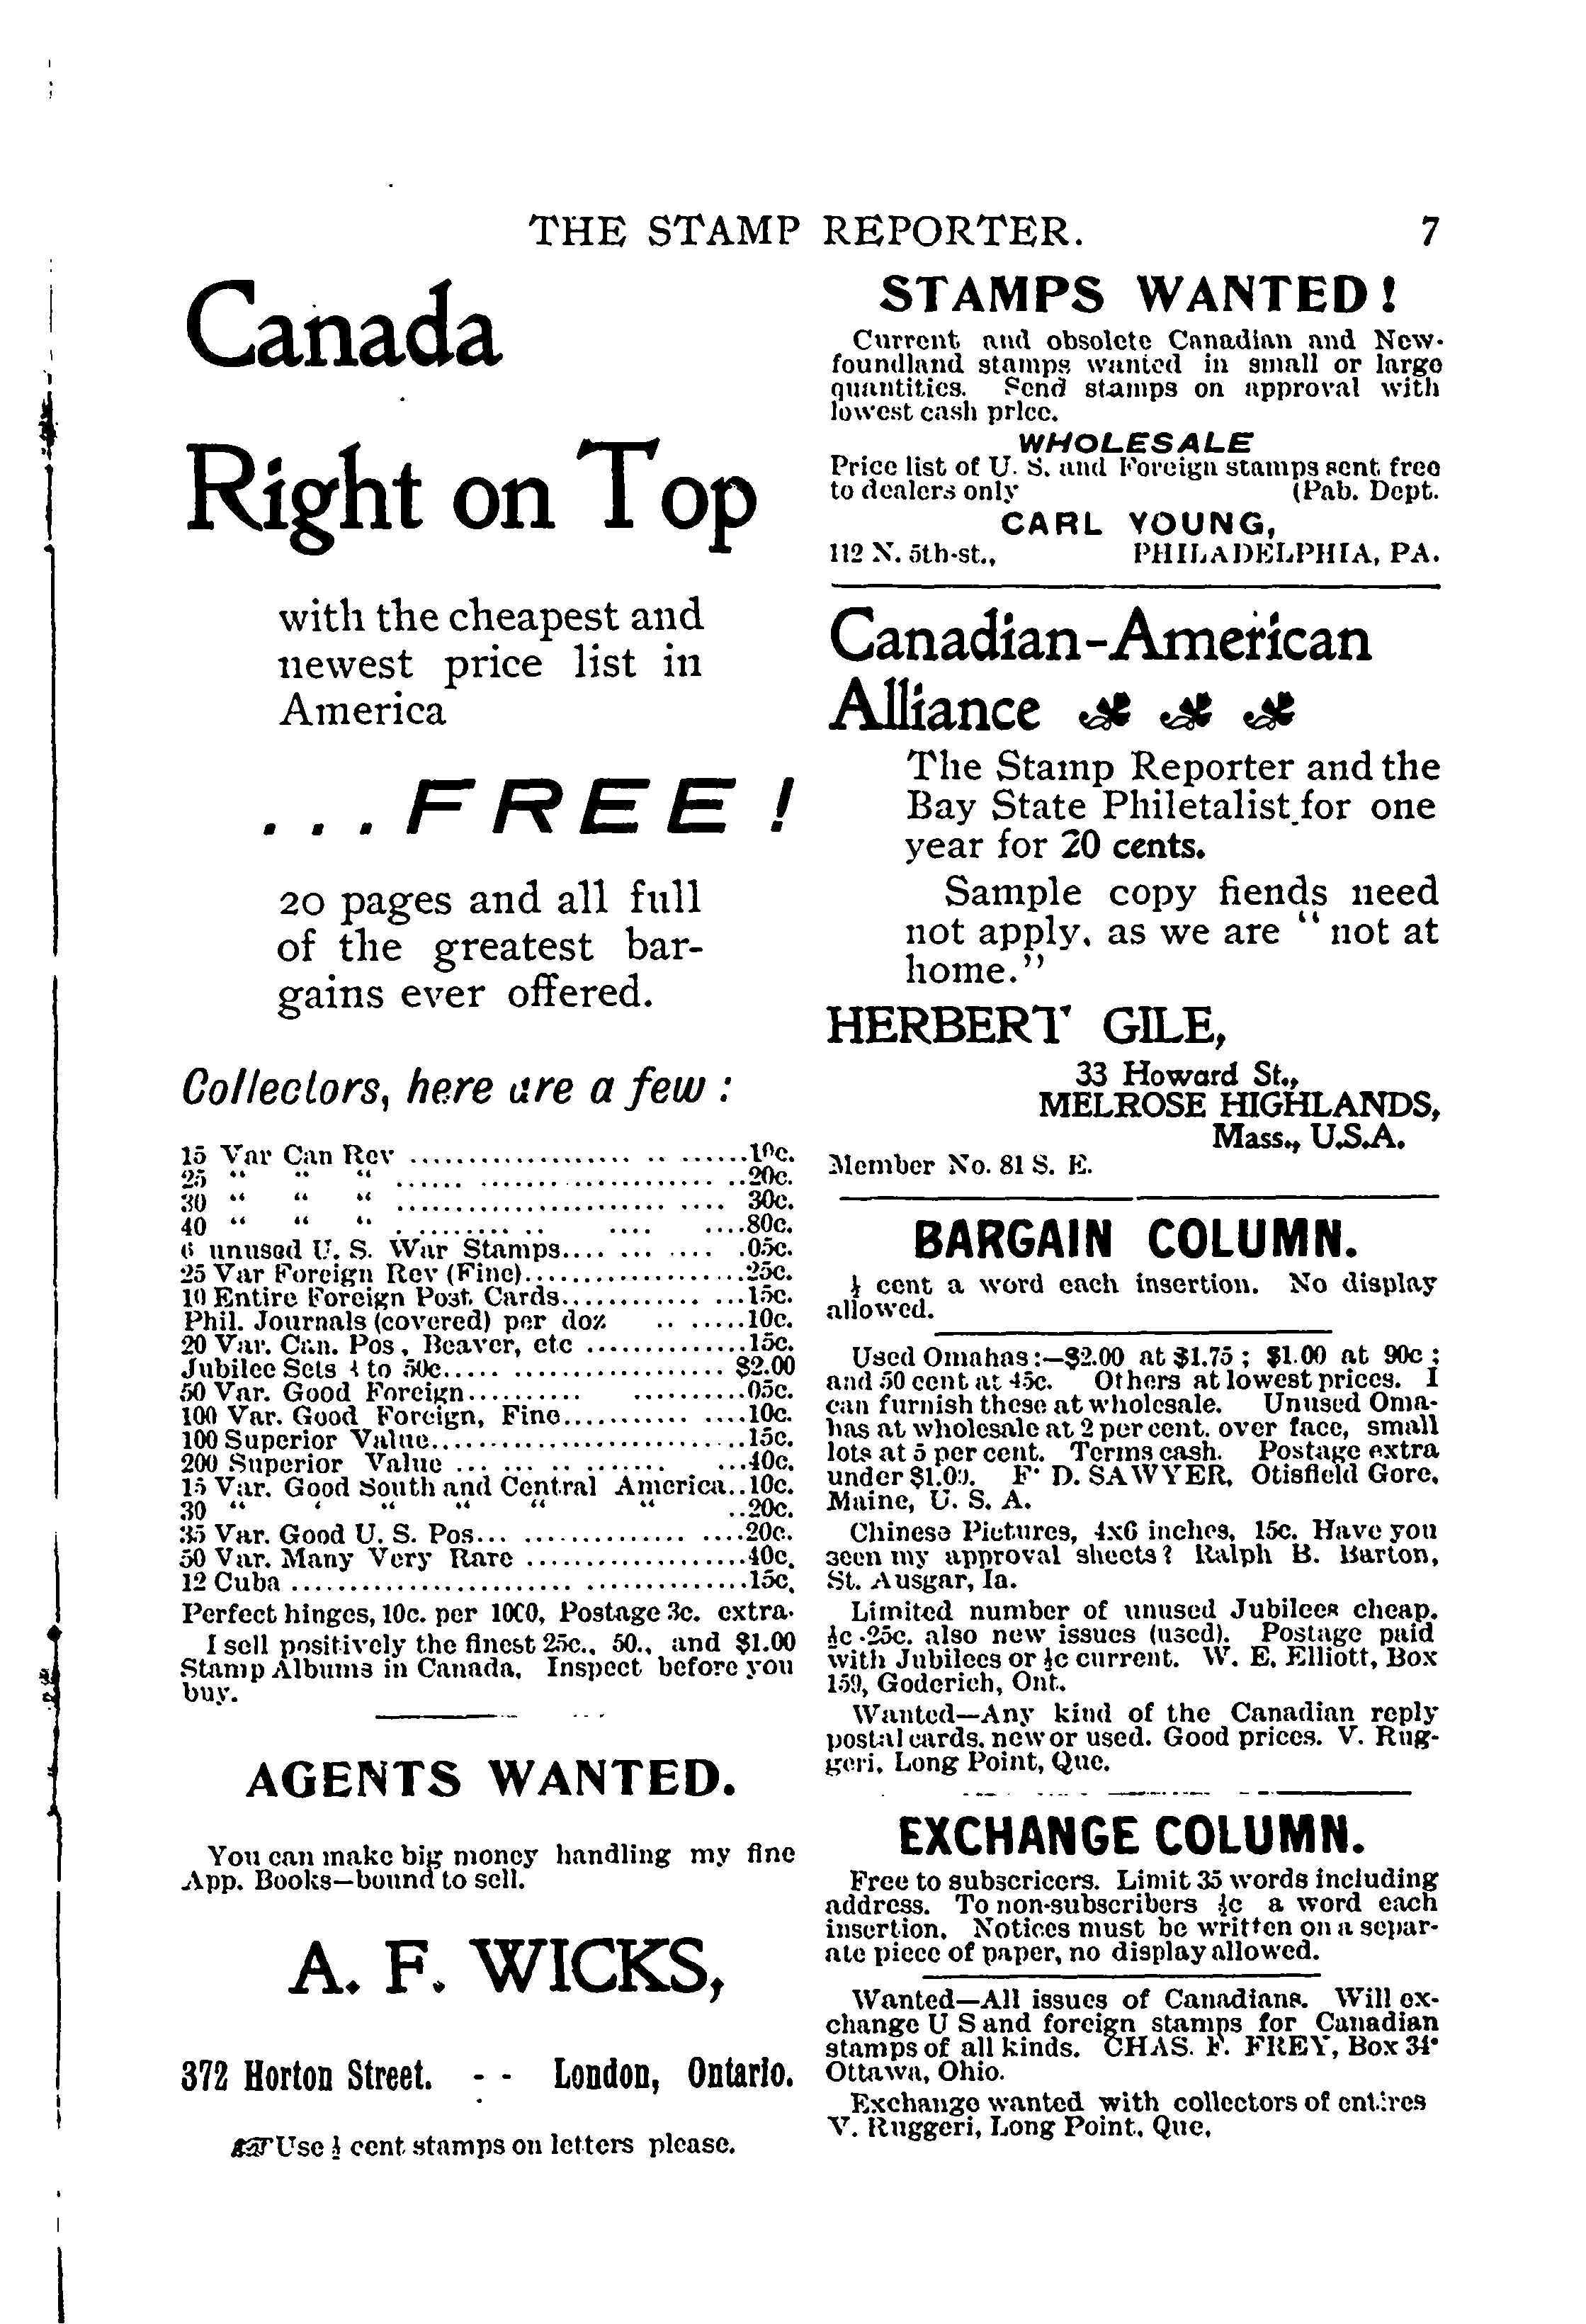 THE STAMP REPORTER. 7
Canada
Right on Top
with the cheapest and
newest price list in
America
...FREE!
20 pages and all full
of the greatest bar-
gains ever offered.
Collectors, here are a few :
15 Var Can Rev ..................... .. ......10c.
25 “ “ “ ...... ..................... ..20c.
30 “ “ “ ....................... .... 30c.
40 “ “ “ .......... .. .... ....80c.
6 unused U. S. War Stamps.... ... .... .05c.
25 Var Foreign Rev (Fine)...................25c.
10 Entire Foreign Post. Cards............ ...15c.
Phil. Journals (covered) per doz .. ......10c.
20 Var. Can. Pos , Beaver, etc ..............15c.
Jubilee Sets ½ to 50c..... ................... $2.00
50 Var. Good Foreign.......... ............05c.
100 Var. Good Foreign, Fine........... .....10c.
100 Superior Value...........................15c.
200 Superior Value ... ... .. ....... ...40c.
15 Var. Good South and Central America..10c.
30 “ ‘ “ “ “ “ ..20c.
35 Var. Good U. S. Pos... .............. ....20c.
50 Var. Many Very Rare ...................40c.
12 Cuba ........................ ..............15c.
Perfect hinges, 10c. per 1000, Postage 3c. extra.
I sell positively the finest 25c., 50., and $1.00
Stamp Albums in Canada. Inspect before you
buy.
AGENTS WANTED.
You can make big money handling my fine
App. Books—bound to sell.
A. F. WICKS,
372 Horton Street. - - London, Ontario.
☞Use ½ cent stamps on letters please.
STAMPS WANTED!
Current and obsolete Canadian and New-
foundland stamps wanted in small or large
quantities. Send stamps on approval with
lowest cash price.
WHOLESALE
Price list of U. S. and Foreign stamps sent free
to dealers only (Pab. Dept.
CARL YOUNG,
112 N. 5th-st., PHILADELPHIA, PA.
Canadian-American
Alliance
The Stamp Reporter and the
Bay State Philetalist for one
year for 20 cents.
Sample copy fiends need
not apply, as we are “not at
home.”
HERBERT GILE,
33 Howard St.,
MELROSE HIGHLANDS,
Mass., U.S.A.
Member No. 81 S. E.
BARGAIN COLUMN.
½ cent a word each insertion. No display
allowed.
Used Omahas:—$2.00 at $1.75 ; $1.00 at 90c ;
and 50 cent at 45c. Others at lowest prices. I
can furnish these at wholesale. Unused Oma-
has at wholesale at 2 per cent. over face, small
lots at 5 per cent. Terms cash. Postage extra
under $1.00. F. D. SAWYER, Otisfield Gore,
Maine, U. S. A.
Chinese Pictures, 4x6 inches, 15c. Have you
seen my approval sheets? Ralph B. Barton,
St. Ausgar, Ia.
Limited number of unused Jubilees cheap.
½c -25c. also new issues (used). Postage paid
with Jubilees or ½c current. W. E. Elliott, Box
159, Goderich, Ont.
Wanted—Any kind of the Canadian reply
postal cards, new or used. Good prices. V. Rug-
geri, Long Point, Que.
EXCHANGE COLUMN.
Free to subscricers. Limit 35 words including
address. To non-subscribers ½c a word each
insertion. Notices must be written on a separ-
ate piece of paper, no display allowed.
Wanted—All issues of Canadians. Will ex-
change U S and foreign stamps for Canadian
stamps of all kinds. CHAS. F. FREY, Box 34.
Ottawa, Ohio.
Exchange wanted with collectors of entires
V. Ruggeri, Long Point, Que.